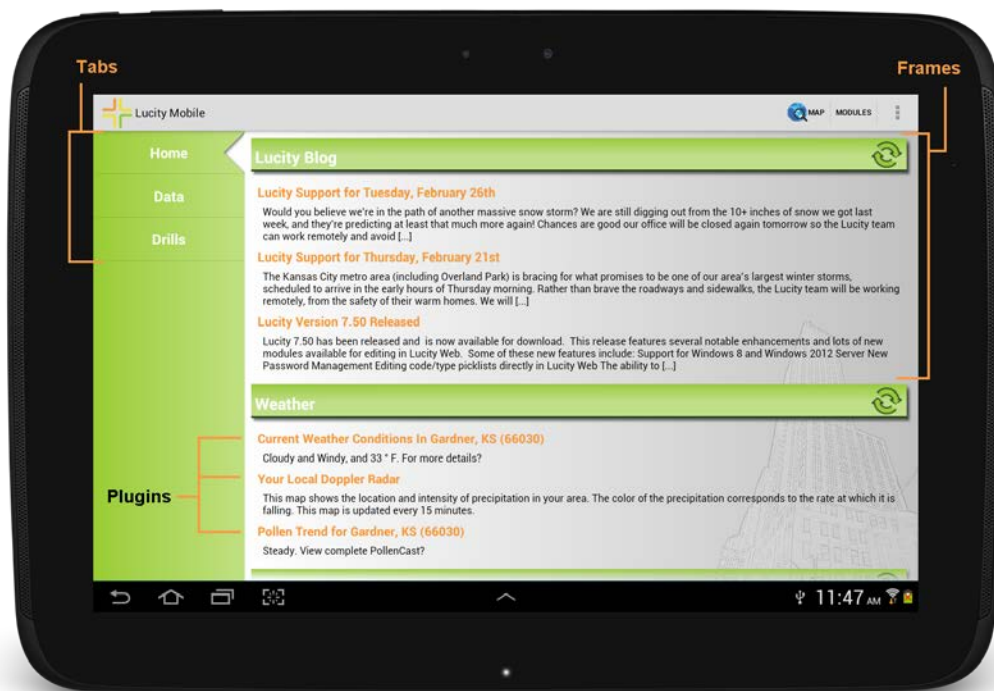 Tabs
Frames
Lucity Mobile
MAP
MODULES
Home
Data
Drills
Lucity Blog
Lucity Support for Tuesday, February 26th
Would you believe we're in the path of another massive snow storm? We are still digging out from the 10+ inches of snow we got last
week, and they're predicting at least that much more again! Chances are good our office will be closed again tomorrow so the Lucity team
can work remotely and avoid [...]
Lucity Support for Thursday, February 21st
The Kansas City metro area (including Overland Park) is bracing for what promises to be one of our area's largest winter storms,
scheduled to arrive in the early hours of Thursday morning. Rather than brave the roadways and sidewalks, the Lucity team will be working
remotely, from the safety of their warm homes. We will [...]
Lucity Version 7.50 Released
Lucity 7.50 has been released and  is now available for download.  This release features several notable enhancements and lots of new
modules available for editing in Lucity Web.  Some of these new features include: Support for Windows 8 and Windows 2012 Server New
Password Management Editing code/type picklists directly in Lucity Web The ability to [...]
Weather
Current Weather Conditions In Gardner, KS (66030)
Cloudy and Windy, and 33 ° F. For more details?
Your Local Doppler Radar
This map shows the location and intensity of precipitation in your area. The color of the precipitation corresponds to the rate at which it is
falling. This map is updated every 15 minutes.
Plugins
Pollen Trend for Gardner, KS (66030)
Steady. View complete PollenCast?
11:47 AM